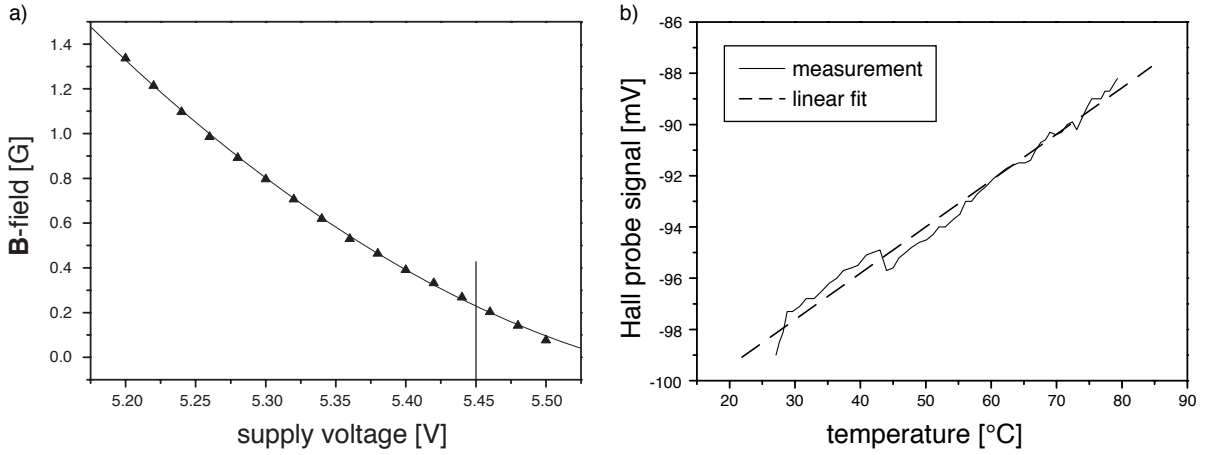 a)
1.4
1.2
1.0
0.8
0.6
0.4
0.2
0.0
B-field [G]
5.20 5.25 5.30 5.35 5.40 5.45 5.50
supply voltage [V]
b)
-86
-88
-90
-92
-94
-96
-98
-100
Hall probe signal [mV]
measurement
linear fit
20 30 40 50 60 70 80 90
temperature [°C]